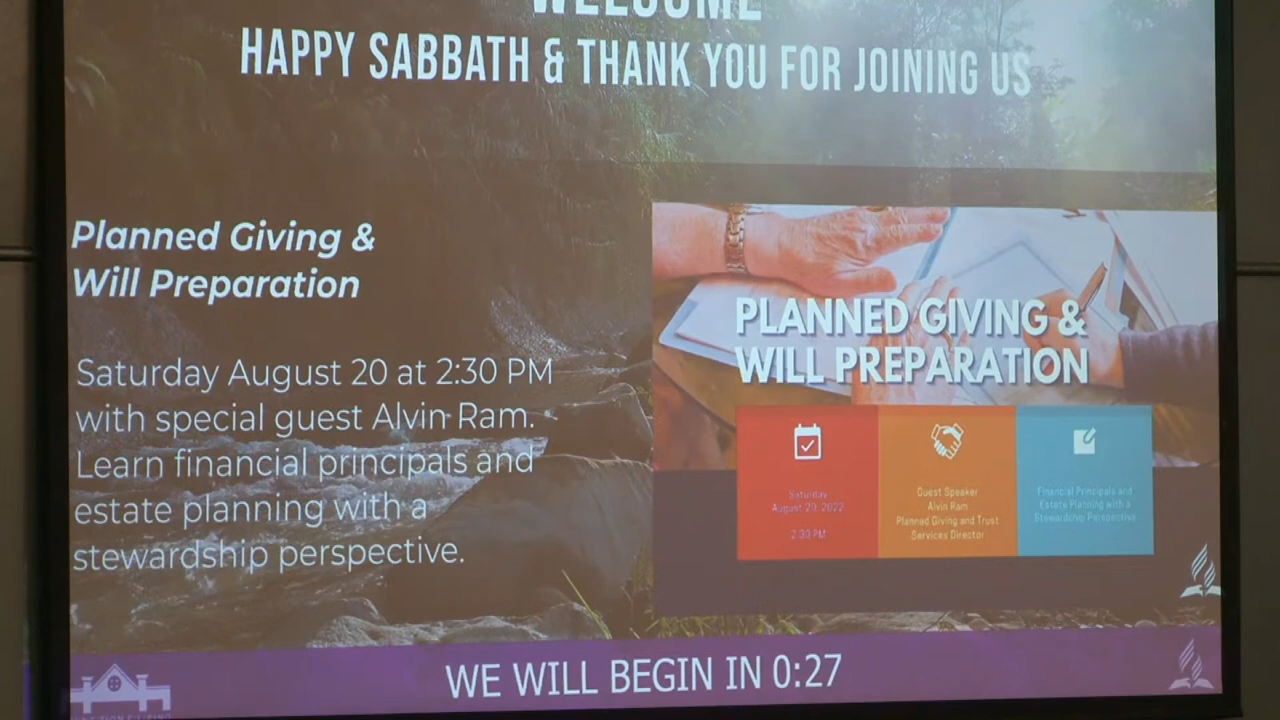 WELCOME
HAPPY SABBATH & THANK YOU FOR JOINING US
Planned Giving &
Will Preparation
Saturday August 20 at 2:30 PM
with special guest Alvin Ram.
Learn financial principals and
estate planning with a
stewardship perspective.
PLANNED GIVING &
WILL PREPARATION
Saturday
August 20, 2022
2:30 PM
Guest Speaker
Alvin Ram
Planned Giving and Trust
Services Director
Financial Principals and
Estate Planning with a
Stewardship Perspective
WE WILL BEGIN IN 0:27